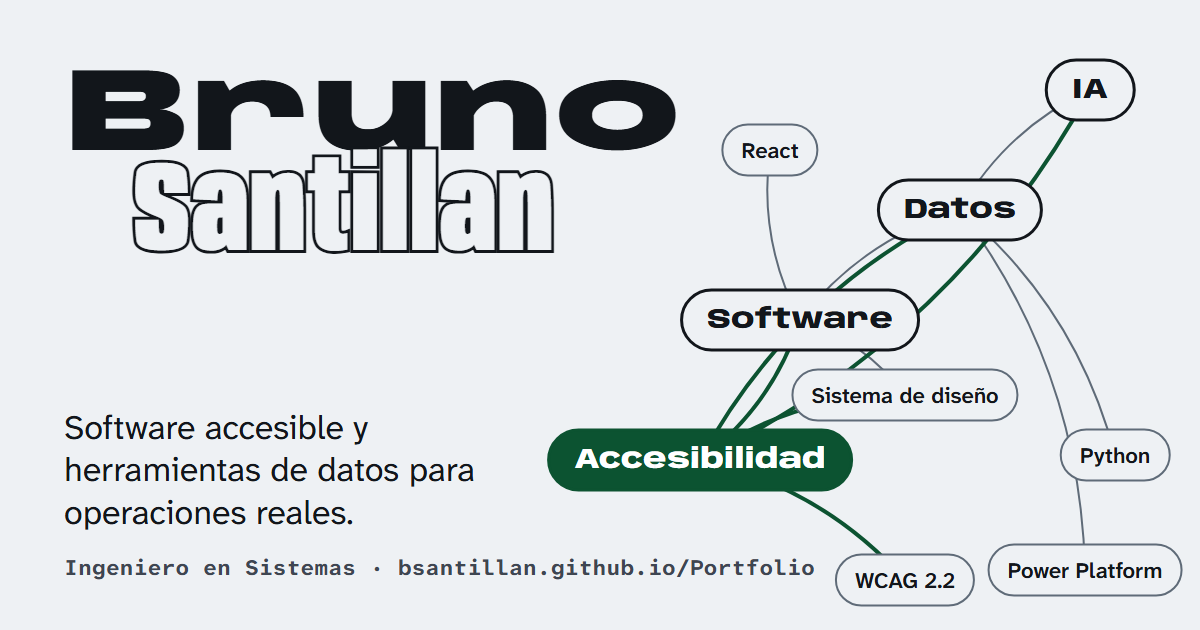 Bruno
Santillan
IA
React
Datos
Software
Sistema de diseño
Software accesible y
herramientas de datos para
operaciones reales.
Accesibilidad
Python
Ingeniero en Sistemas · bsantillan.github.io/Portfolio
WCAG 2.2
Power Platform